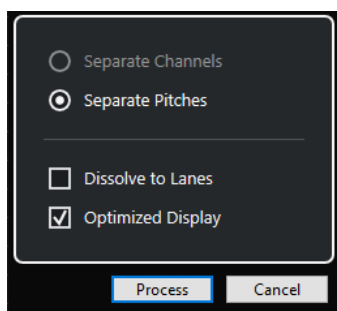 Separate Channels
Separate Pitches
Dissolve to Lanes
Optimized Display
Process Cancel